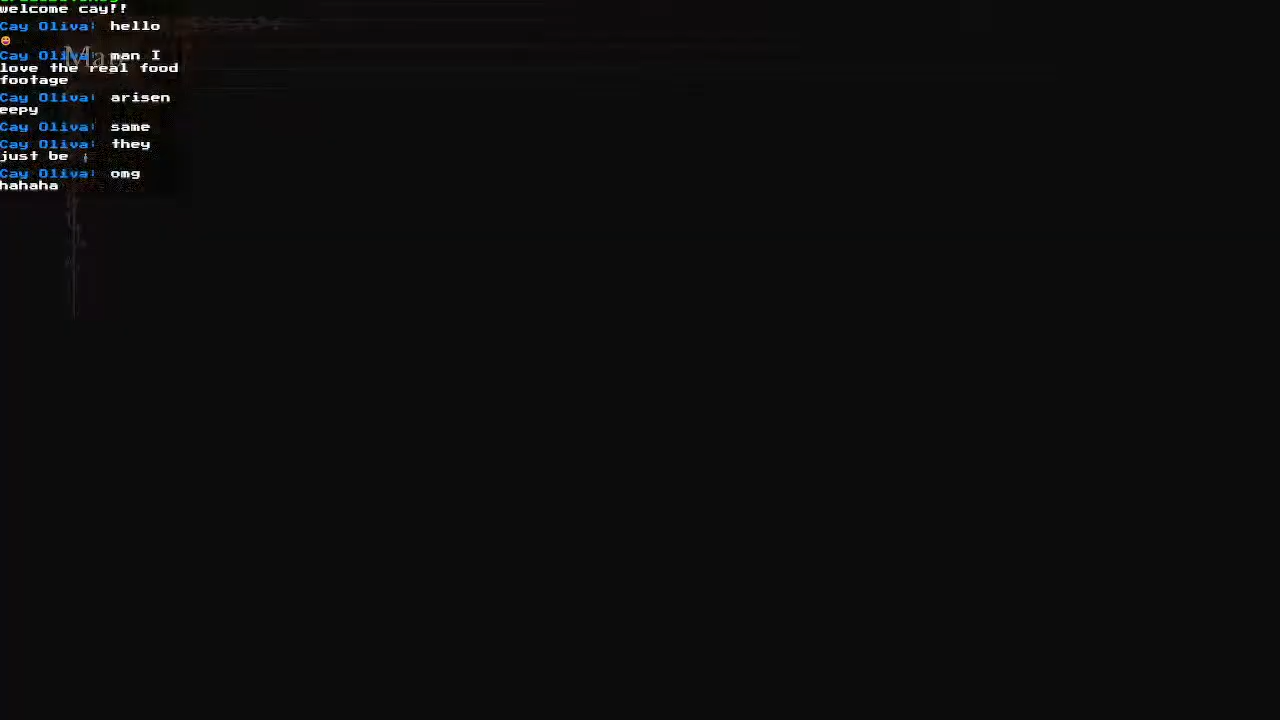 welcome cay!!
Cay Oliva: hello
Cay Oliva: man I
love the real food
footage
Cay Oliva: arisen
eepy
Cay Oliva: same
Cay Oliva: they
just be
Cay Oliva: omg
hahaha